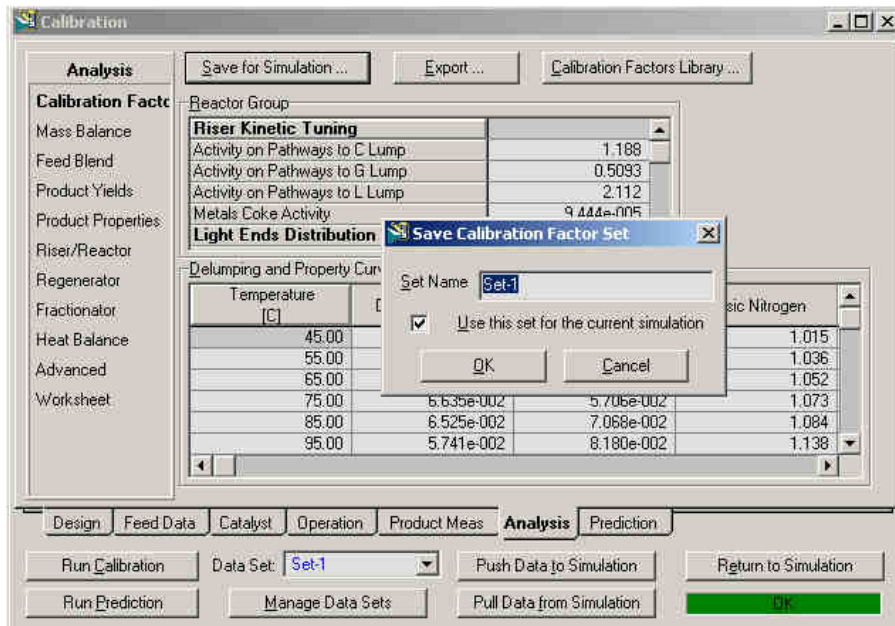 Calibration
Analysis
Calibration Facto
Mass Balance
Feed Blend
Product Yields
Product Properties
Riser/Reactor
Regenerator
Fractionator
Heat Balance
Advanced
Worksheet
Save for Simulation ...
Export ...
Calibration Factors Library ...
Reactor Group
Riser Kinetic Tuning
Activity on Pathways to C Lump 1.188
Activity on Pathways to G Lump 0.5093
Activity on Pathways to L Lump 2.112
Metals Coke Activity 9.444e-005
Light Ends Distribution
Save Calibration Factor Set
Set Name Set-1
Use this set for the current simulation
OK Cancel
Delumping and Property Curv
Temperature
[C]
sic Nitrogen
45.00 1.015
55.00 1.036
65.00 1.052
75.00 6.635e-002 5.706e-002 1.073
85.00 6.525e-002 7.068e-002 1.084
95.00 5.741e-002 8.180e-002 1.138
Design Feed Data Catalyst Operation Product Meas Analysis Prediction
Run Calibration Data Set: Set-1 Push Data to Simulation Return to Simulation
Run Prediction Manage Data Sets Pull Data from Simulation OK